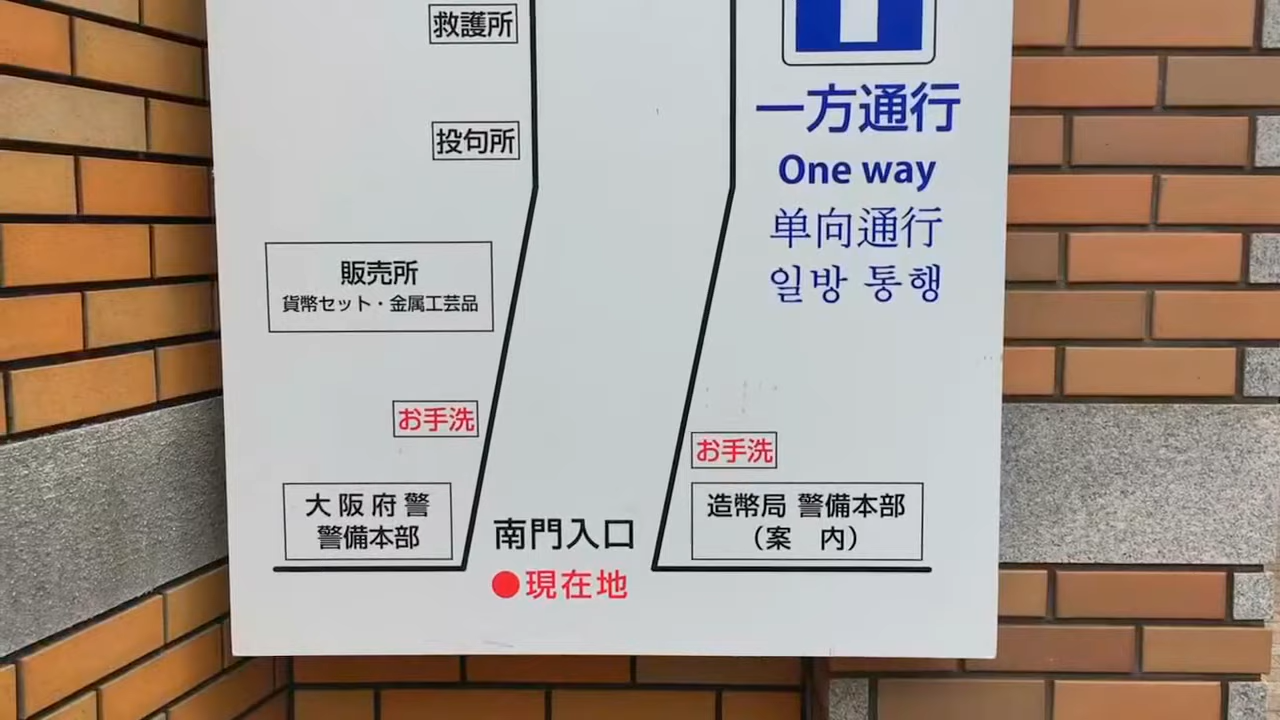 救護所
投句所
一方通行
One way
单向通行
일방 통행
販売所
貨幣セット・金属工芸品
お手洗
お手洗
大阪府警
警備本部
南門入口
●現在地
造幣局 警備本部
（案　内）